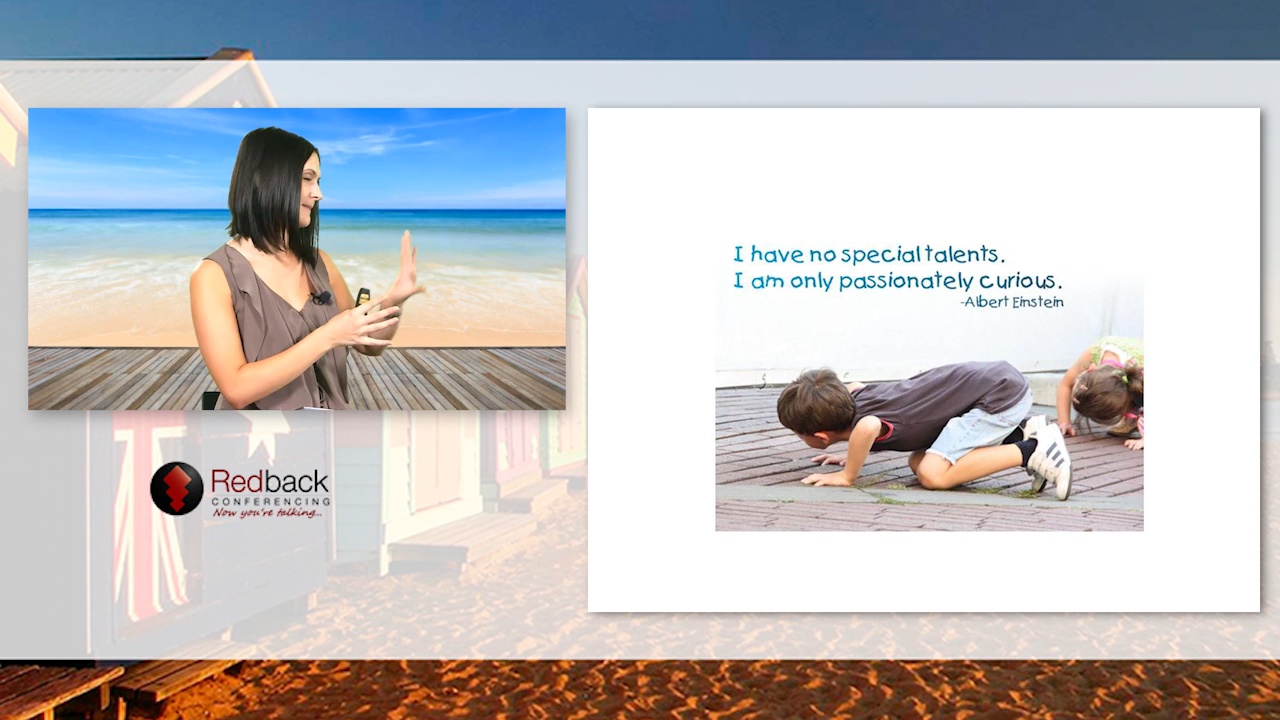 I have no special talents.
I am only passionately curious.
-Albert Einstein
Redback
CONFERENCING
Now you're talking...